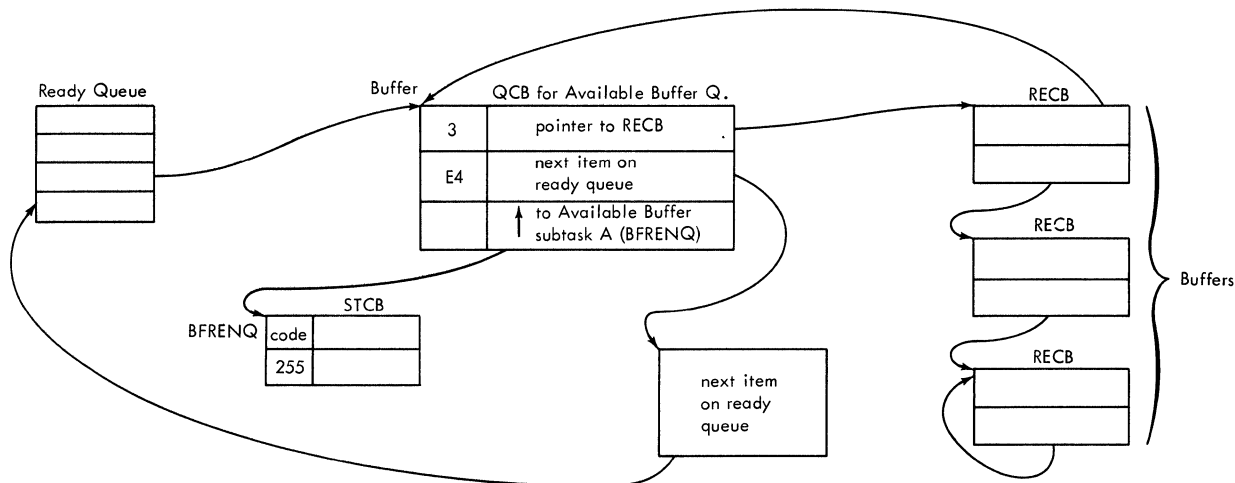 Ready Queue
Buffer
QCB for Available Buffer Q.
3
pointer to RECB
E4
next item on
ready queue
to Available Buffer
subtask A (BFRENQ)
STCB
BFRENQ
code
255
next item
on ready
queue
RECB
RECB
RECB
Buffers